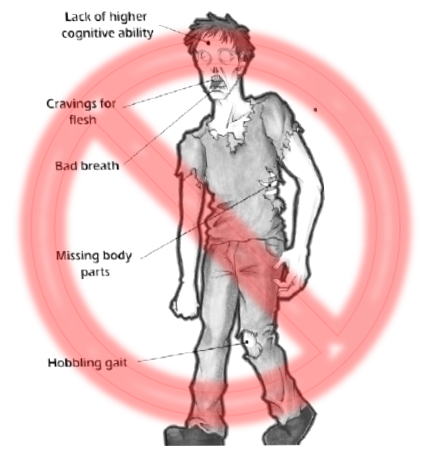 Lack of higher
cognitive ability
Cravings for
flesh
Bad breath
Missing body
parts
Hobbling gait